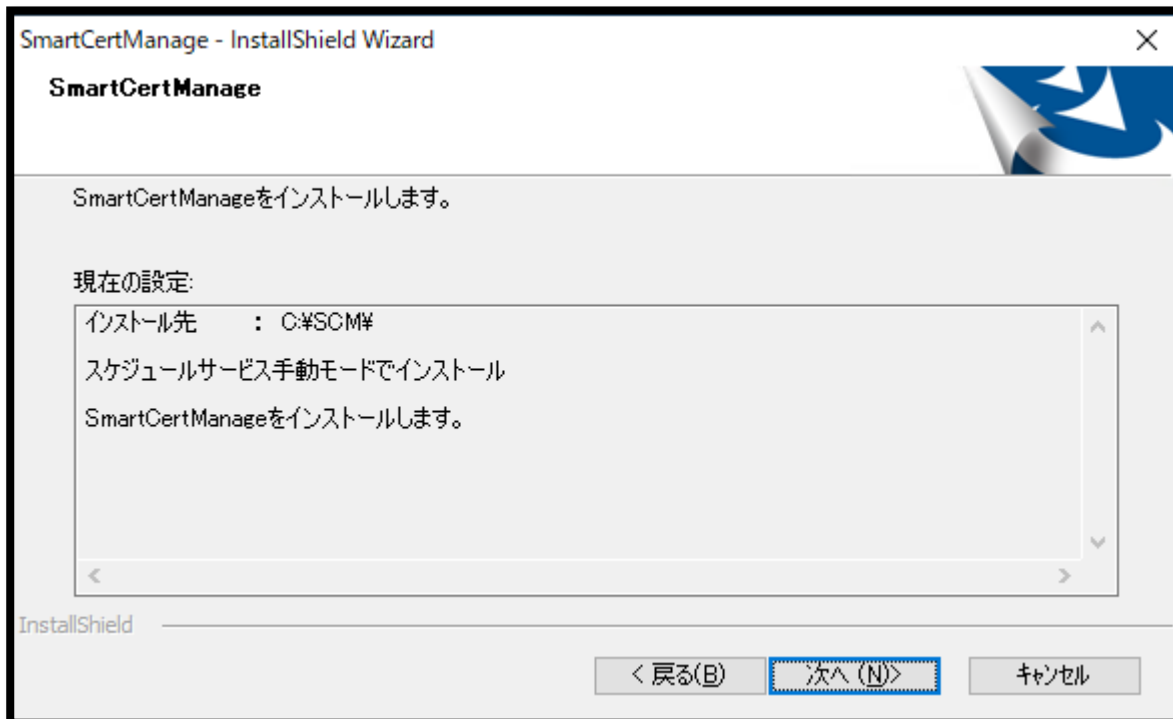 SmartCertManage - InstallShield Wizard
SmartCertManage
SmartCertManageをインストールします。
現在の設定:
インストール先　　： C:¥SCM¥
スケジュールサービス手動モードでインストール
SmartCertManageをインストールします。
InstallShield
< 戻る(B)
次へ (N)>
キャンセル